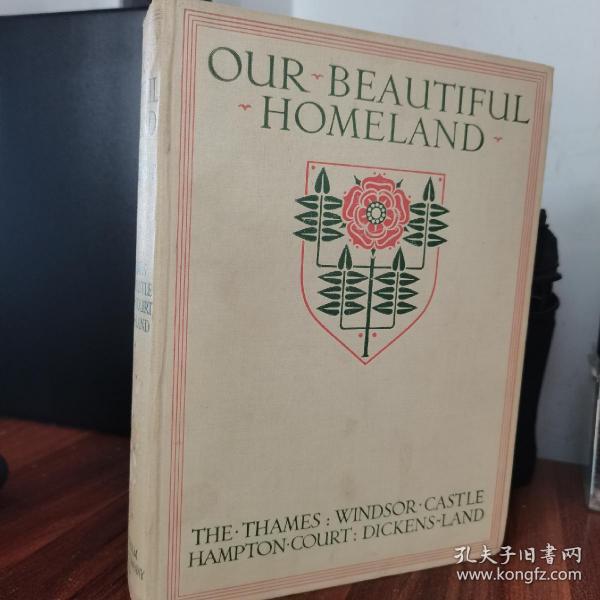 OUR BEAUTIFUL
HOMELAND
THE·THAMES: WINDSOR·CASTLE
HAMPTON·COURT: DICKENS-LAND
孔夫子旧书网
www.kongfz.com